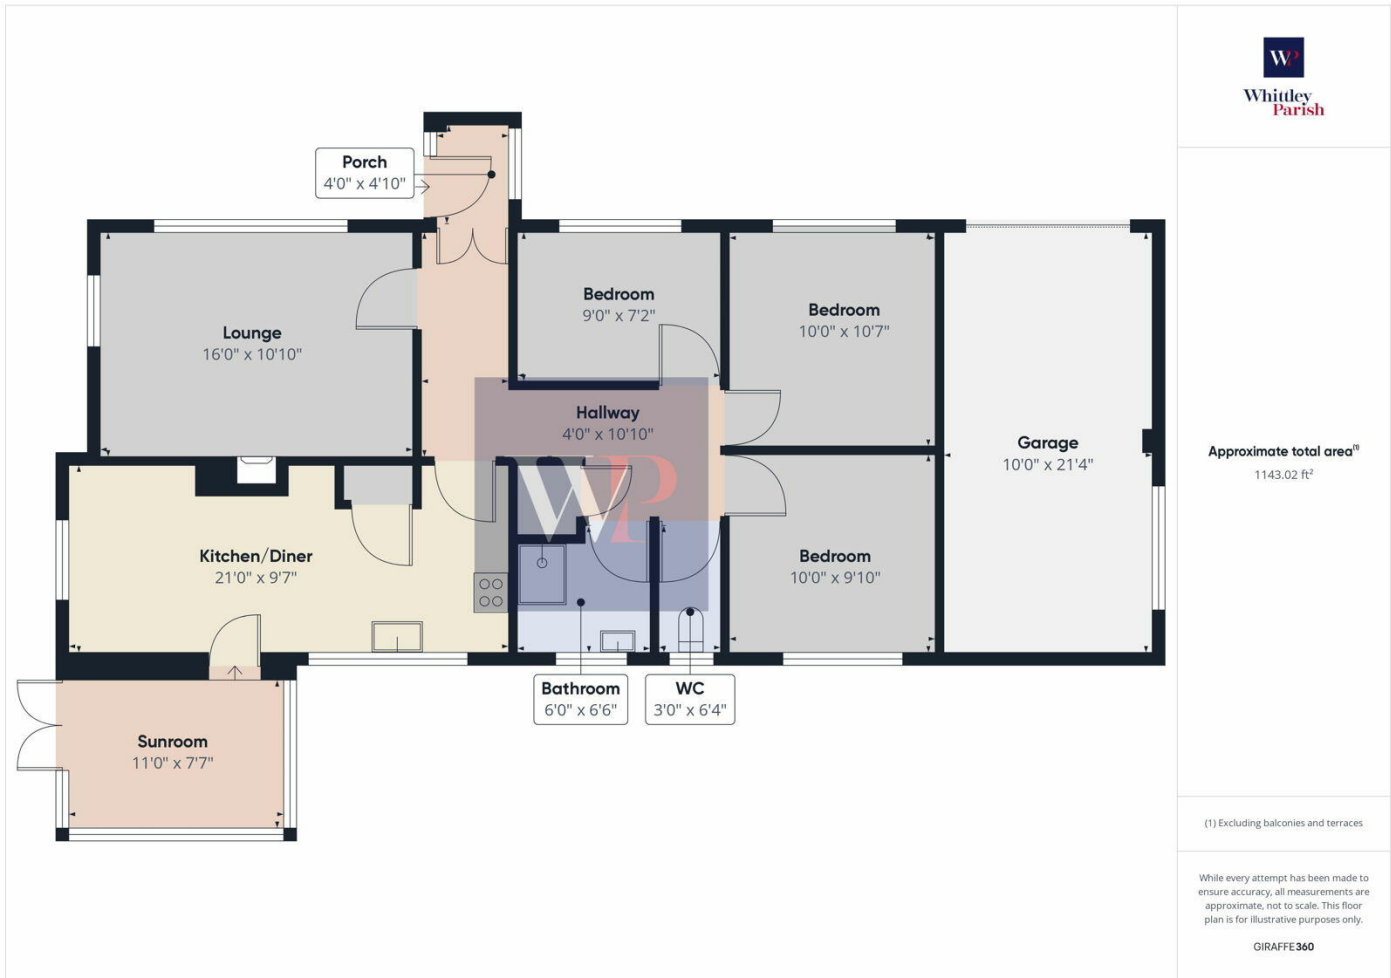 WP
Whittley
Parish
Porch
4'0" x 4'10"
Lounge
16'0" x 10'10"
Bedroom
9'0" x 7'2"
Bedroom
10'0" x 10'7"
Hallway
4'0" x 10'10"
Garage
10'0" x 21'4"
WP
Kitchen/Diner
21'0" x 9'7"
Bedroom
10'0" x 9'10"
Bathroom
6'0" x 6'6"
WC
3'0" x 6'4"
Sunroom
11'0" x 7'7"
Approximate total area(1)
1143.02 ft²
(1) Excluding balconies and terraces
While every attempt has been made to
ensure accuracy, all measurements are
approximate, not to scale. This floor
plan is for illustrative purposes only.
GIRAFFE360